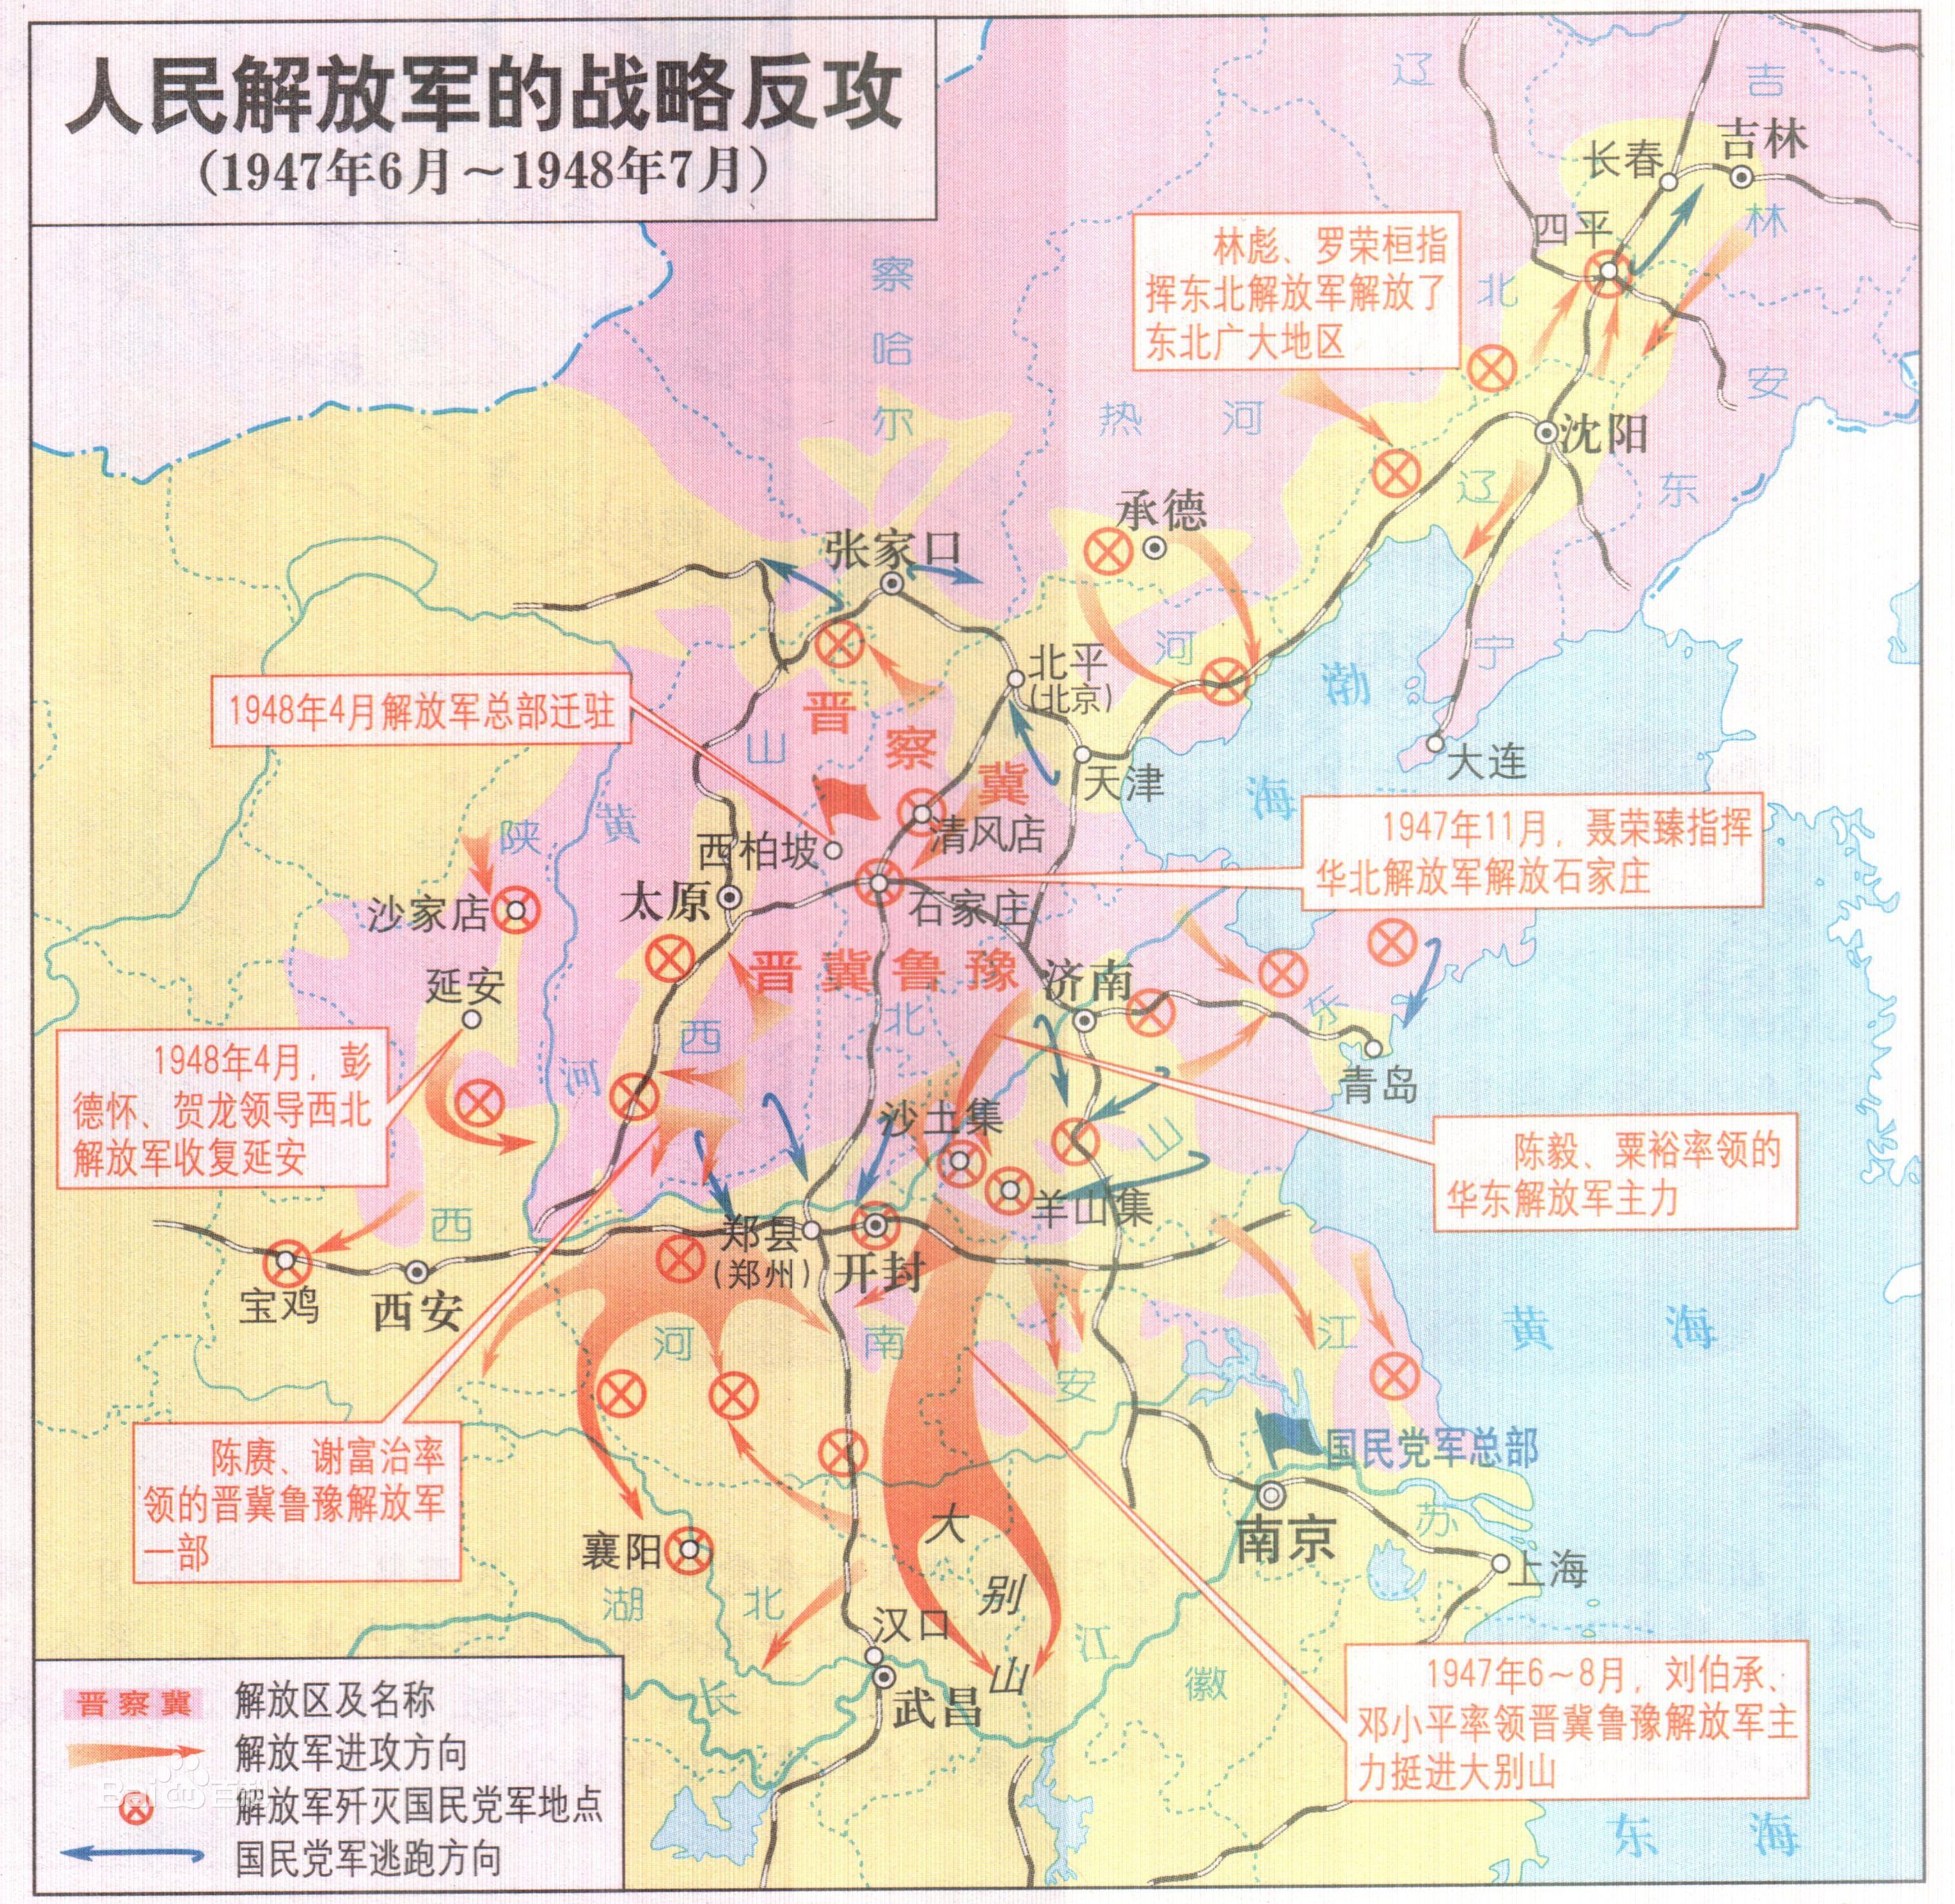 人民解放军的战略反攻
(1947年6月~1948年7月)
辽
吉
吉林
长春
林
四平
林彪、罗荣桓指
挥东北解放军解放了
东北广大地区
北
安
察
哈
尔
热 河
沈阳
辽
东
承德
张家口
河
宁
渤
海
北平
(北京)
1948年4月解放军总部迁驻
晋
察
冀
山
天津
大连
陕
黄
西柏坡
清风店
1947年11月，聂荣臻指挥
华北解放军解放石家庄
沙家店
太原
石家庄
晋冀鲁豫
济南
延安
西
北
东
河
青岛
1948年4月，彭
德怀、贺龙领导西北
解放军收复延安
沙土集
山
陈毅、粟裕率领的
华东解放军主力
羊山集
西
郑县
(郑州)
开封
宝鸡
西安
河
南
江
黄 海
安
国民党军总部
陈赓、谢富治率
领的晋冀鲁豫解放军
一部
大
别
山
南京
苏
上海
襄阳
湖 北
汉口
江
武昌
长
徽
1947年6~8月，刘伯承、
邓小平率领晋冀鲁豫解放军主
力挺进大别山
东 海
晋察冀 解放区及名称
解放军进攻方向
解放军歼灭国民党军地点
国民党军逃跑方向
Bai 百科